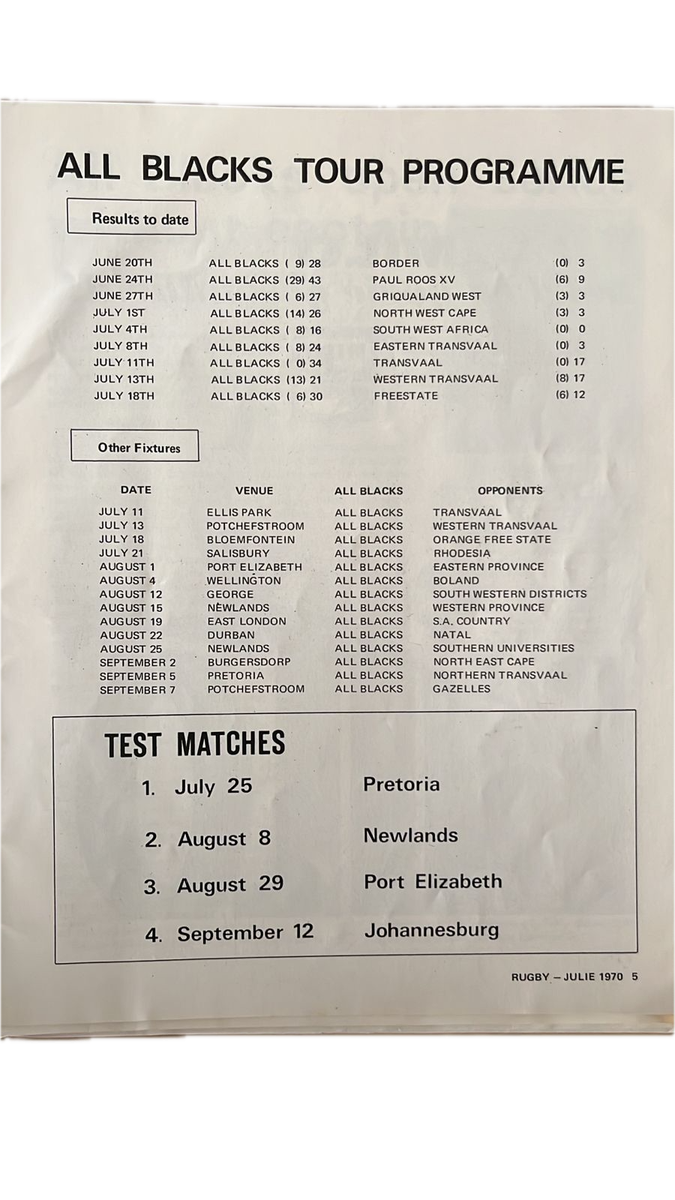 ALL BLACKS TOUR PROGRAMME
Results to date
JUNE 20TH ALL BLACKS ( 9) 28 BORDER (0) 3
JUNE 24TH ALL BLACKS (29) 43 PAUL ROOS XV (6) 9
JUNE 27TH ALL BLACKS ( 6) 27 GRIQUALAND WEST (3) 3
JULY 1ST ALL BLACKS (14) 26 NORTH WEST CAPE (3) 3
JULY 4TH ALL BLACKS ( 8) 16 SOUTH WEST AFRICA (0) 0
JULY 8TH ALL BLACKS ( 8) 24 EASTERN TRANSVAAL (0) 3
JULY 11TH ALL BLACKS ( 0) 34 TRANSVAAL (0) 17
JULY 13TH ALL BLACKS (13) 21 WESTERN TRANSVAAL (8) 17
JULY 18TH ALL BLACKS ( 6) 30 FREESTATE (6) 12
Other Fixtures
DATE VENUE ALL BLACKS OPPONENTS
JULY 11 ELLIS PARK ALL BLACKS TRANSVAAL
JULY 13 POTCHEFSTROOM ALL BLACKS WESTERN TRANSVAAL
JULY 18 BLOEMFONTEIN ALL BLACKS ORANGE FREE STATE
JULY 21 SALISBURY ALL BLACKS RHODESIA
AUGUST 1 PORT ELIZABETH ALL BLACKS EASTERN PROVINCE
AUGUST 4 WELLINGTON ALL BLACKS BOLAND
AUGUST 12 GEORGE ALL BLACKS SOUTH WESTERN DISTRICTS
AUGUST 15 NEWLANDS ALL BLACKS WESTERN PROVINCE
AUGUST 19 EAST LONDON ALL BLACKS S.A. COUNTRY
AUGUST 22 DURBAN ALL BLACKS NATAL
AUGUST 25 NEWLANDS ALL BLACKS SOUTHERN UNIVERSITIES
SEPTEMBER 2 BURGERSDORP ALL BLACKS NORTH EAST CAPE
SEPTEMBER 5 PRETORIA ALL BLACKS NORTHERN TRANSVAAL
SEPTEMBER 7 POTCHEFSTROOM ALL BLACKS GAZELLES
TEST MATCHES
1. July 25 Pretoria
2. August 8 Newlands
3. August 29 Port Elizabeth
4. September 12 Johannesburg
RUGBY – JULIE 1970 5